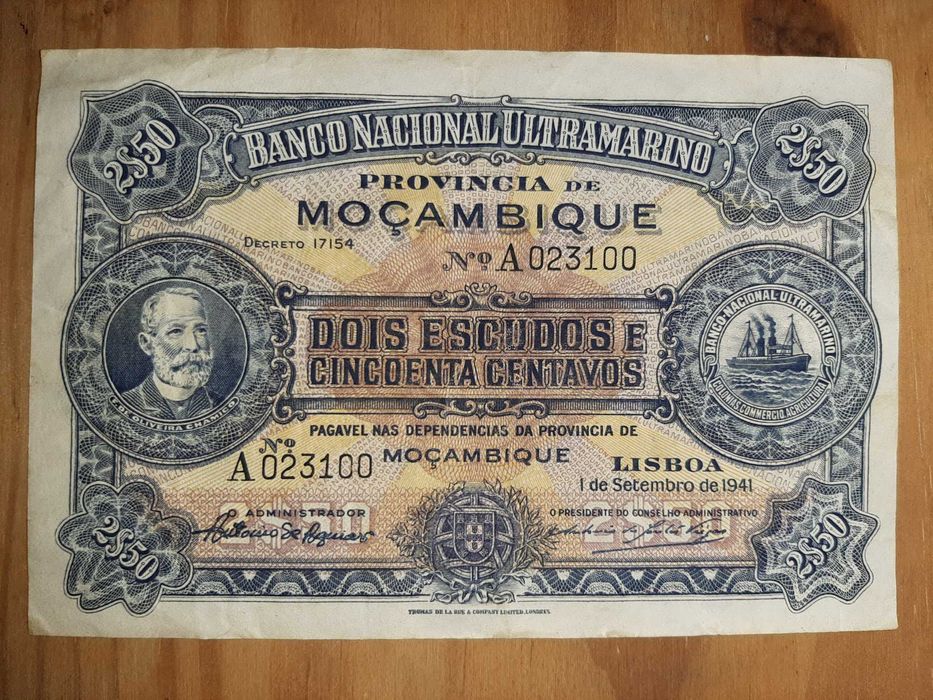 2$50
BANCO NACIONAL ULTRAMARINO
2$50
PROVINCIA DE
MOÇAMBIQUE
DECRETO 17154
Nº A 023100
DOIS ESCUDOS E
CINCOENTA CENTAVOS
OLIVEIRA CHAMIÇO
BANCO NACIONAL ULTRAMARINO
COLONIAS COMMERCIO AGRICULTURA
PAGAVEL NAS DEPENDENCIAS DA PROVINCIA DE
MOÇAMBIQUE
Nº
A 023100
LISBOA
1 de Setembro de 1941
O ADMINISTRADOR
O PRESIDENTE DO CONSELHO ADMINISTRATIVO
2$50
2$50
THOMAS DE LA RUE & COMPANY LIMITED, LONDRES.